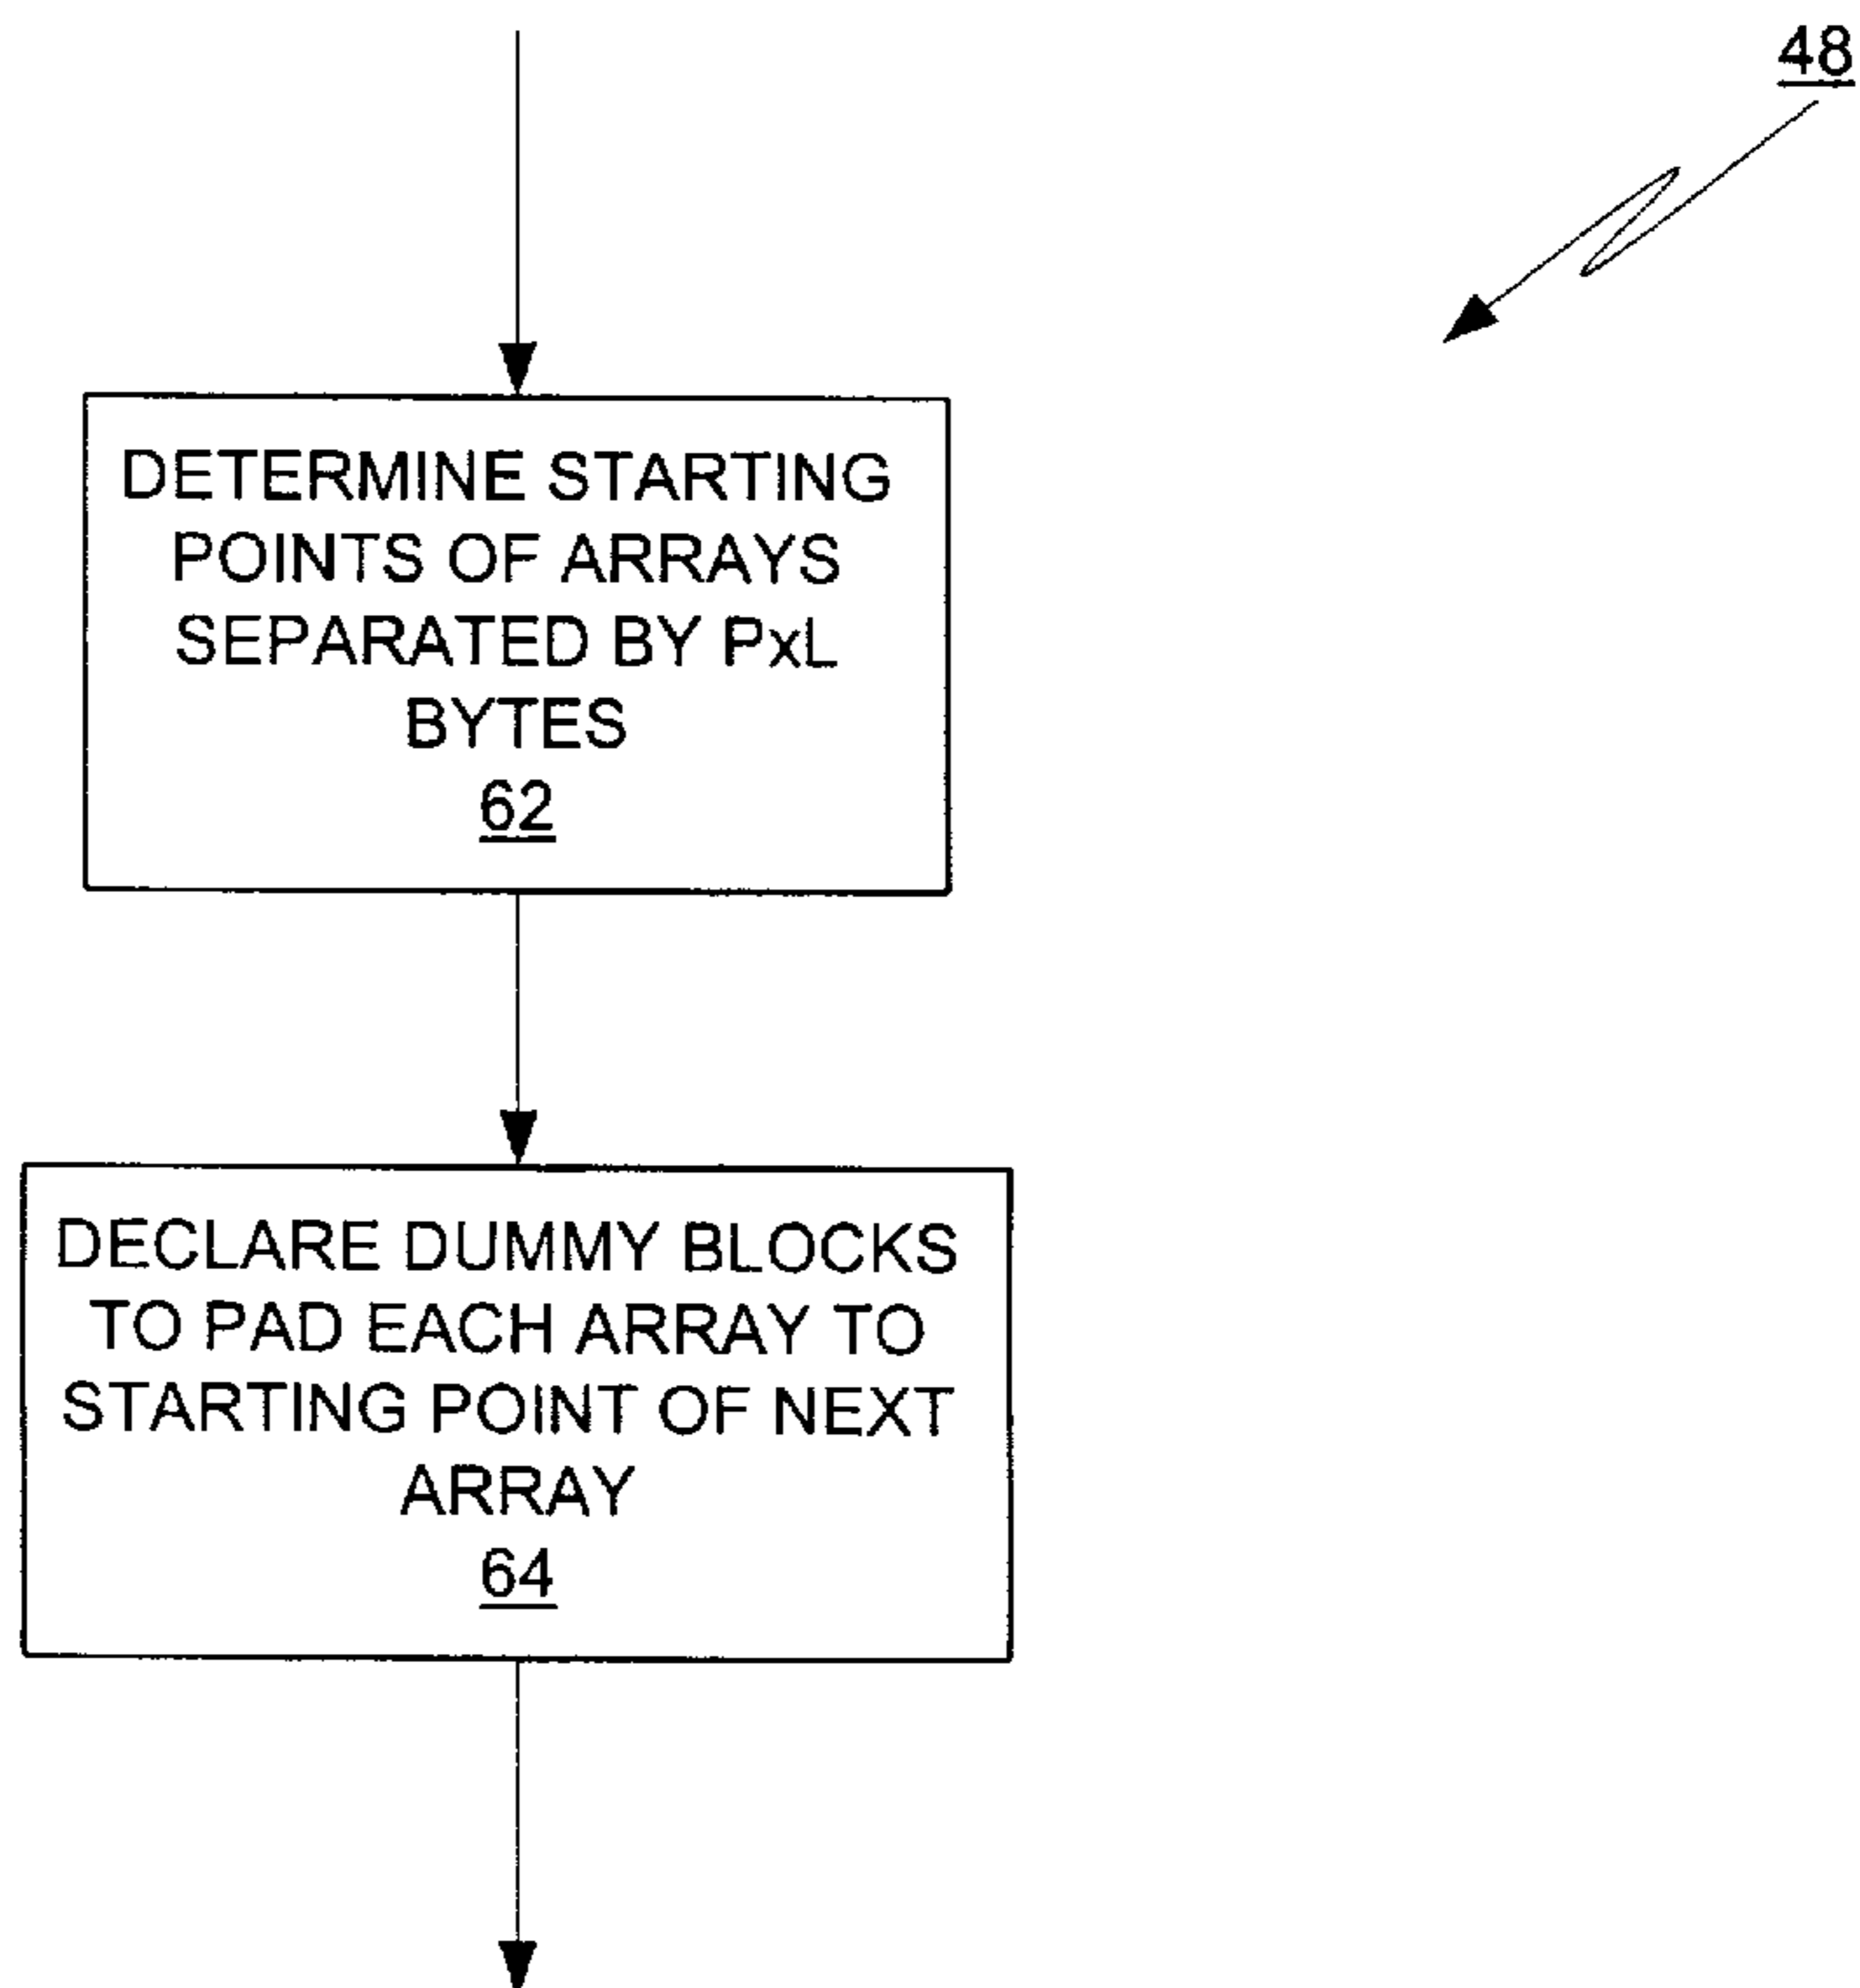 48
DETERMINE STARTING
POINTS OF ARRAYS
SEPARATED BY PxL
BYTES
62
DECLARE DUMMY BLOCKS
TO PAD EACH ARRAY TO
STARTING POINT OF NEXT
ARRAY
64